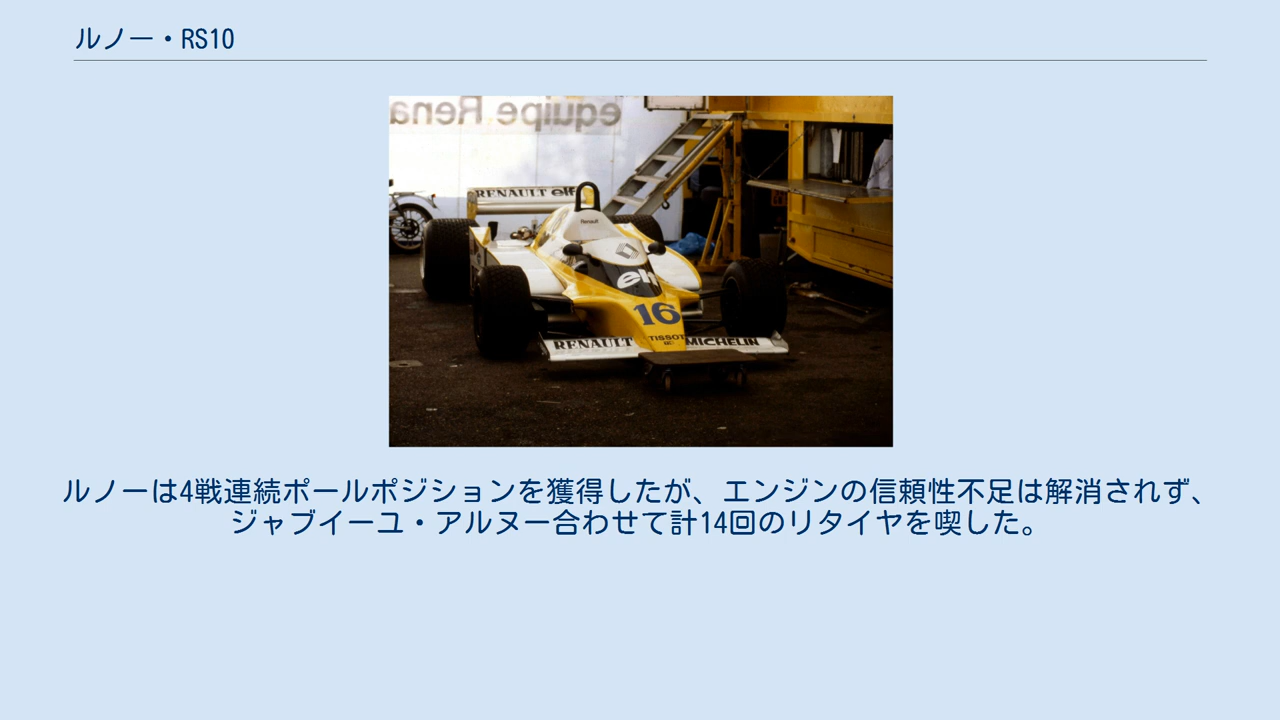 ルノー・RS10
equipe Rena
RENAULT elf
Renault
elf
16
RENAULT TISSOT MICHELIN
ルノーは4戦連続ポールポジションを獲得したが、エンジンの信頼性不足は解消されず、
ジャブイーユ・アルヌー合わせて計14回のリタイヤを喫した。